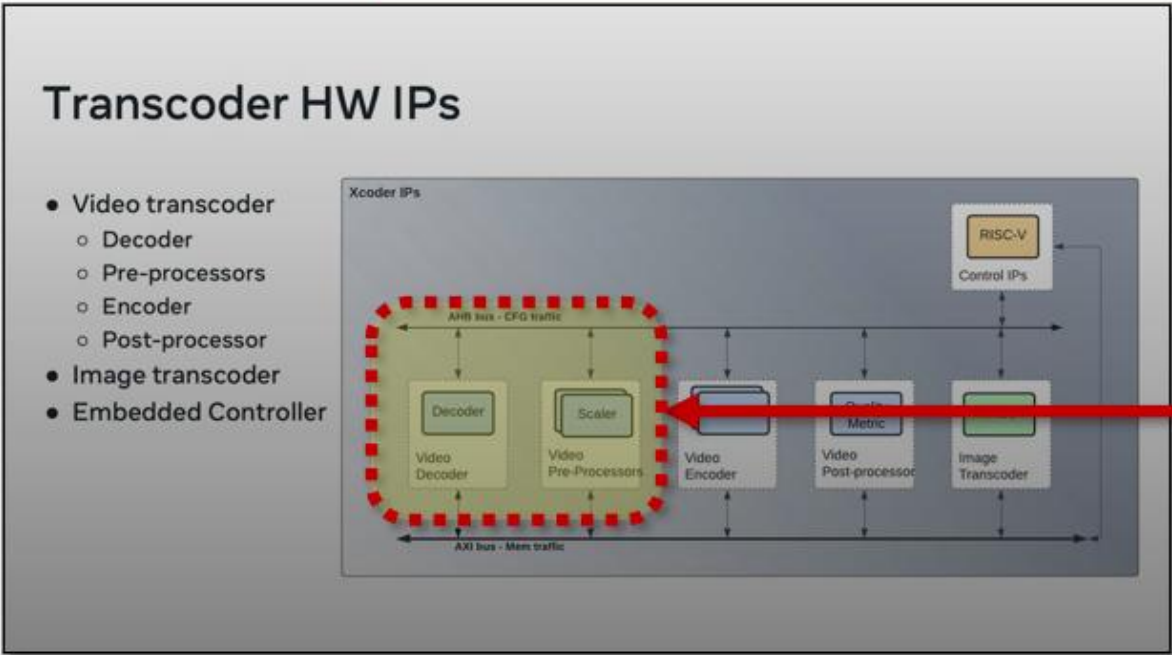 Transcoder HW IPs
• Video transcoder
○ Decoder
○ Pre-processors
○ Encoder
○ Post-processor
• Image transcoder
• Embedded Controller
Xcoder IPs
RISC-V
Control IPs
AHB bus - CFG traffic
Decoder
Video
Decoder
Scaler
Video
Pre-Processors
Video
Encoder
Metric
Video
Post-processor
Image
Transcoder
AXI bus - Mem traffic